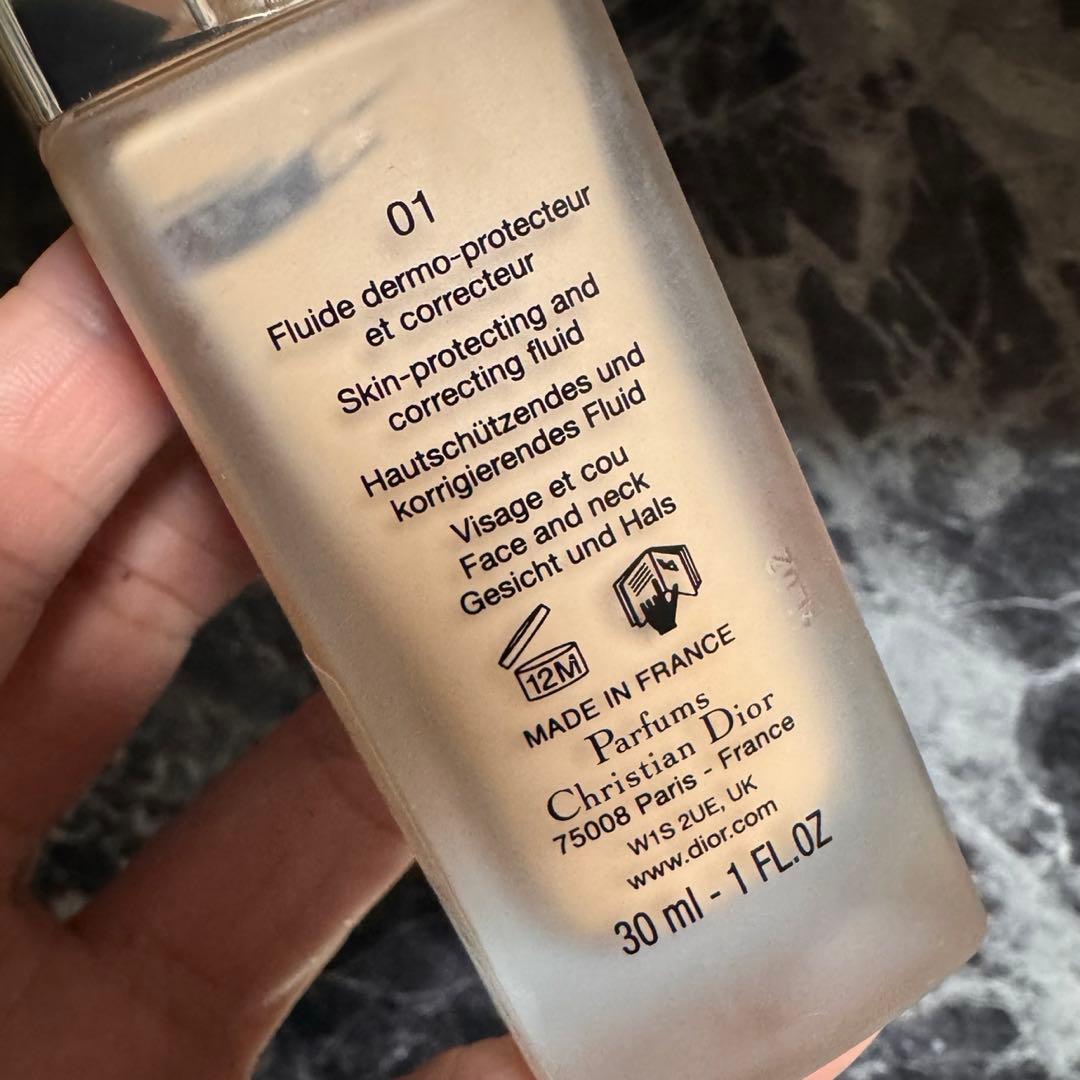 01
Fluide dermo-protecteur
et correcteur
Skin-protecting and
correcting fluid
Hautschützendes und
korrigierendes Fluid
Visage et cou
Face and neck
Gesicht und Hals
12M
MADE IN FRANCE
Parfums
Christian Dior
75008 Paris - France
W1S 2UE, UK
www.dior.com
30 ml - 1 FL.OZ